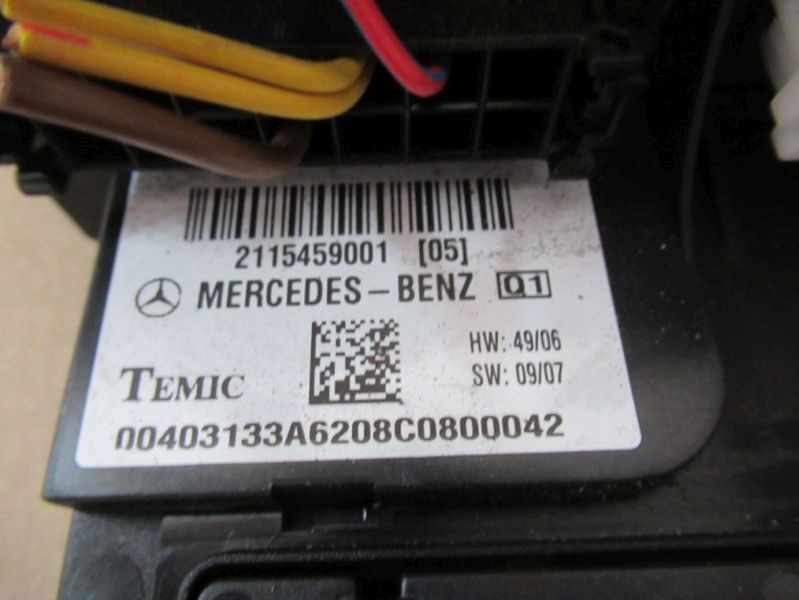 2115459001 [05]
MERCEDES-BENZ Q1
HW: 49/06
TEMIC SW: 09/07
00403133A6208C0800042